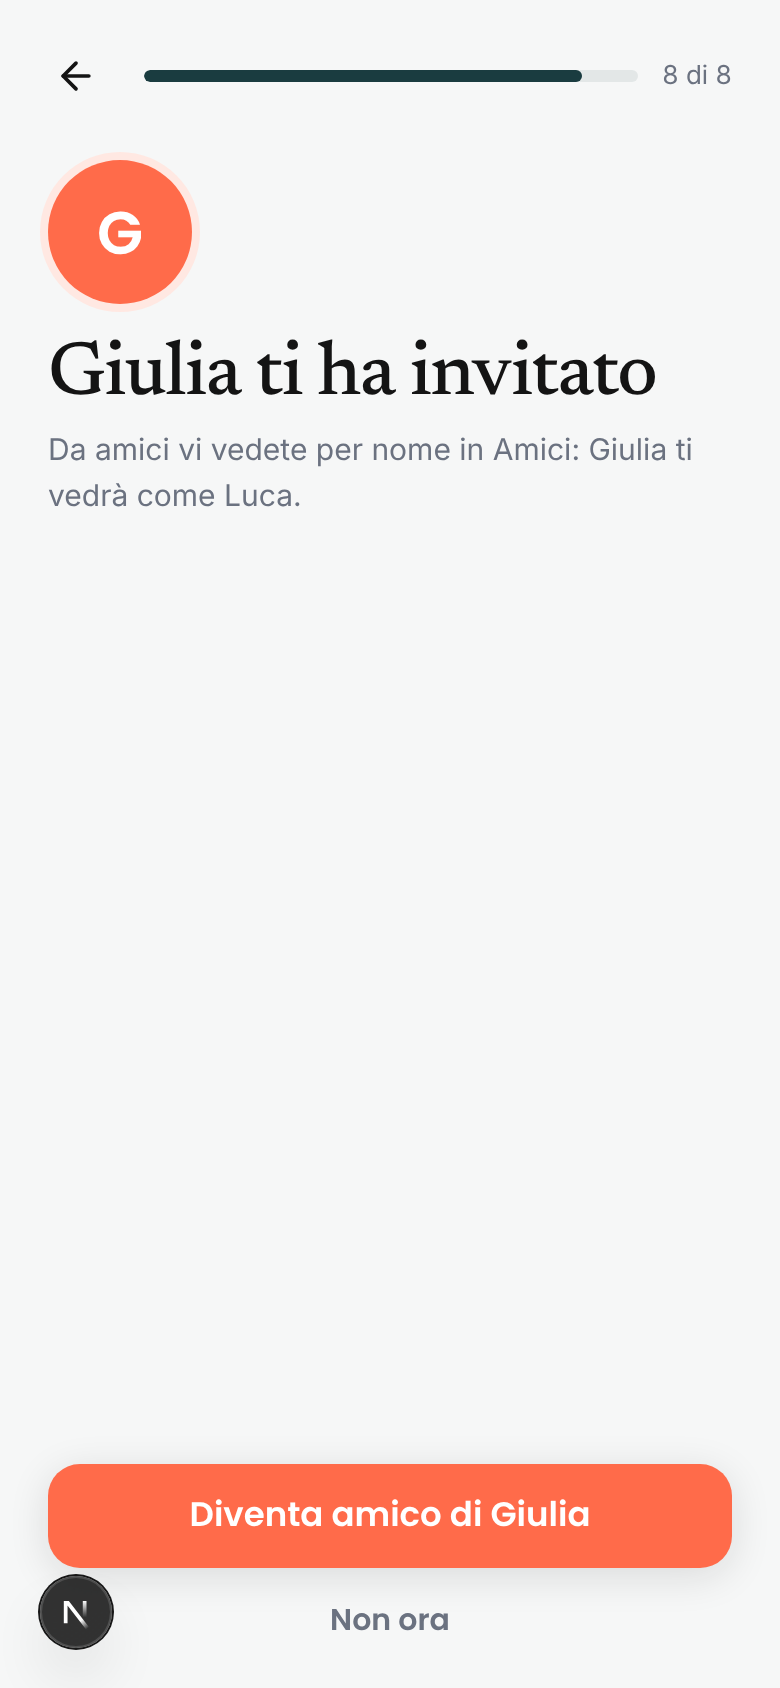 8 di 8
G
Giulia ti ha invitato
Da amici vi vedete per nome in Amici: Giulia ti
vedrà come Luca.
Diventa amico di Giulia
N
Non ora